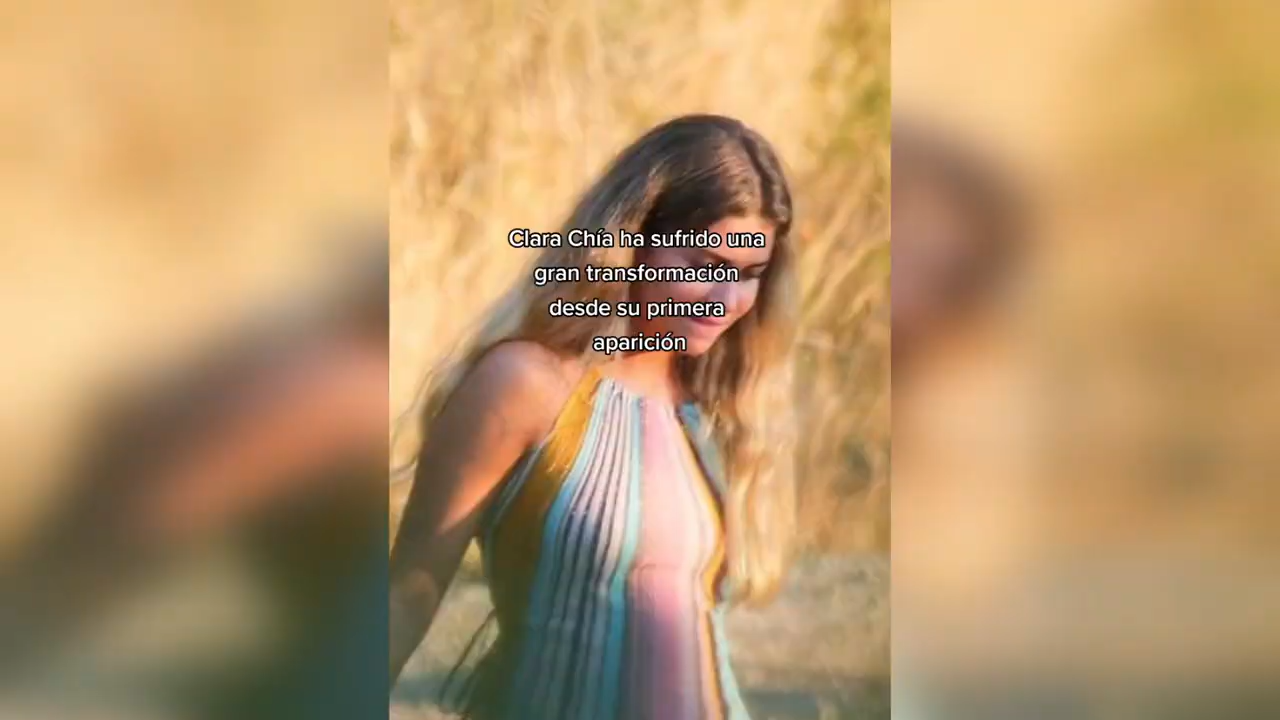 Clara Chía ha sufrido una
gran transformación
desde su primera
aparición